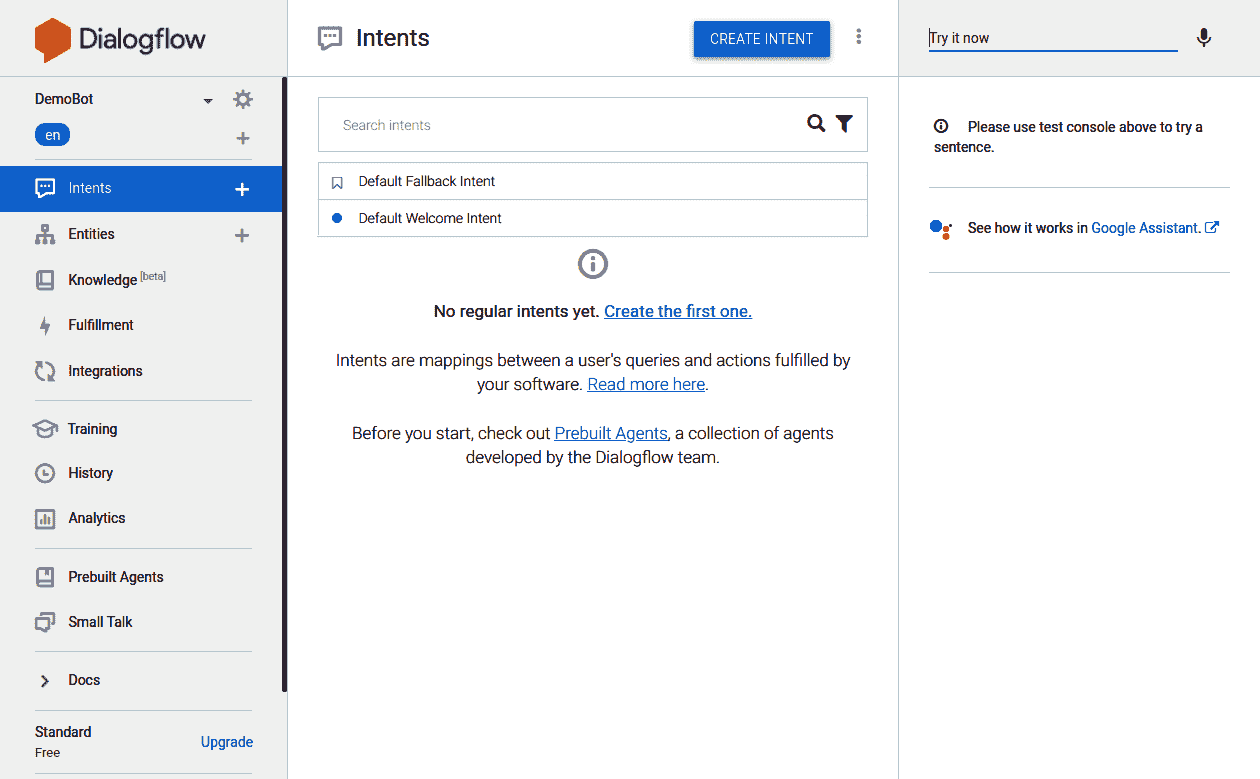 Dialogflow
DemoBot
en
Intents
Entities
Knowledge [beta]
Fulfillment
Integrations
Training
History
Analytics
Prebuilt Agents
Small Talk
Docs
Standard
Free
Upgrade
Intents
CREATE INTENT
Search intents
Default Fallback Intent
Default Welcome Intent
No regular intents yet. Create the first one.
Intents are mappings between a user's queries and actions fulfilled by
your software. Read more here.
Before you start, check out Prebuilt Agents, a collection of agents
developed by the Dialogflow team.
Try it now
Please use test console above to try a
sentence.
See how it works in Google Assistant.